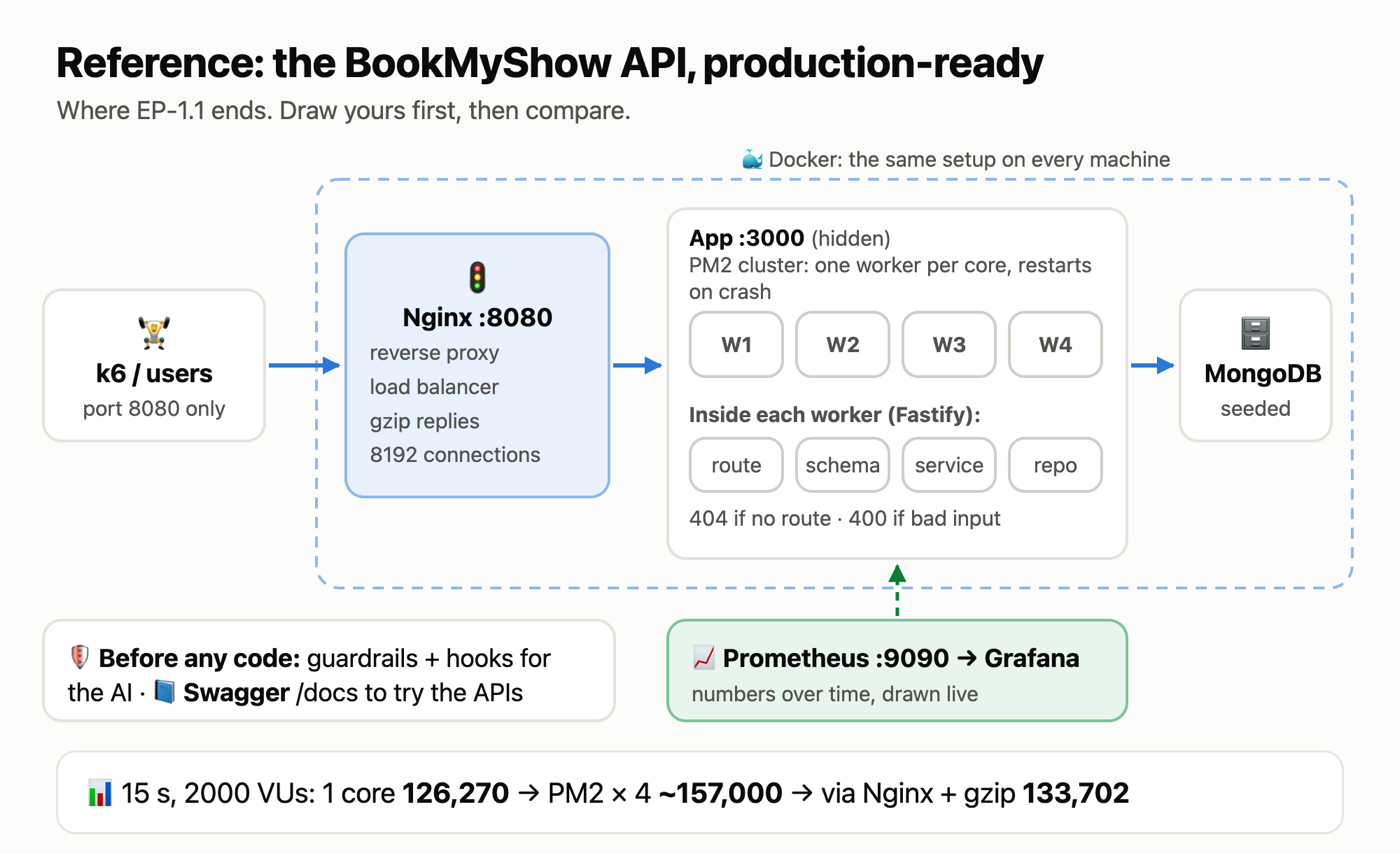 Reference: the BookMyShow API, production-ready
Where EP-1.1 ends. Draw yours first, then compare.
🐳 Docker: the same setup on every machine
k6 / users
port 8080 only
Nginx :8080
reverse proxy
load balancer
gzip replies
8192 connections
App :3000 (hidden)
PM2 cluster: one worker per core, restarts
on crash
W1
W2
W3
W4
Inside each worker (Fastify):
route
schema
service
repo
404 if no route · 400 if bad input
MongoDB
seeded
Before any code: guardrails + hooks for
the AI · 📘 Swagger /docs to try the APIs
📈 Prometheus :9090 → Grafana
numbers over time, drawn live
📊 15 s, 2000 VUs: 1 core 126,270 → PM2 × 4 ~157,000 → via Nginx + gzip 133,702